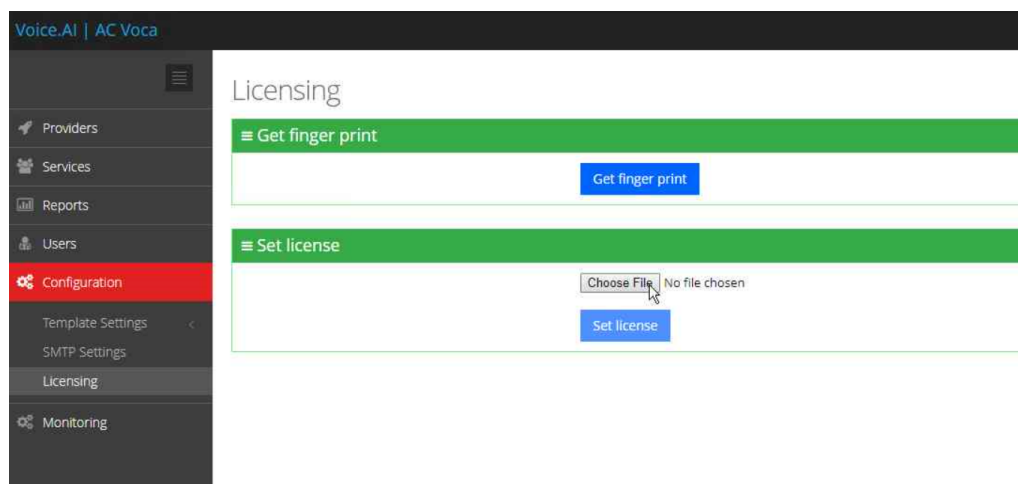 Voice.AI | AC Voca
Licensing
Providers
Services
Reports
Users
Configuration
Template Settings
SMTP Settings
Licensing
Monitoring
Get finger print
Get finger print
Set license
Choose File No file chosen
Set license